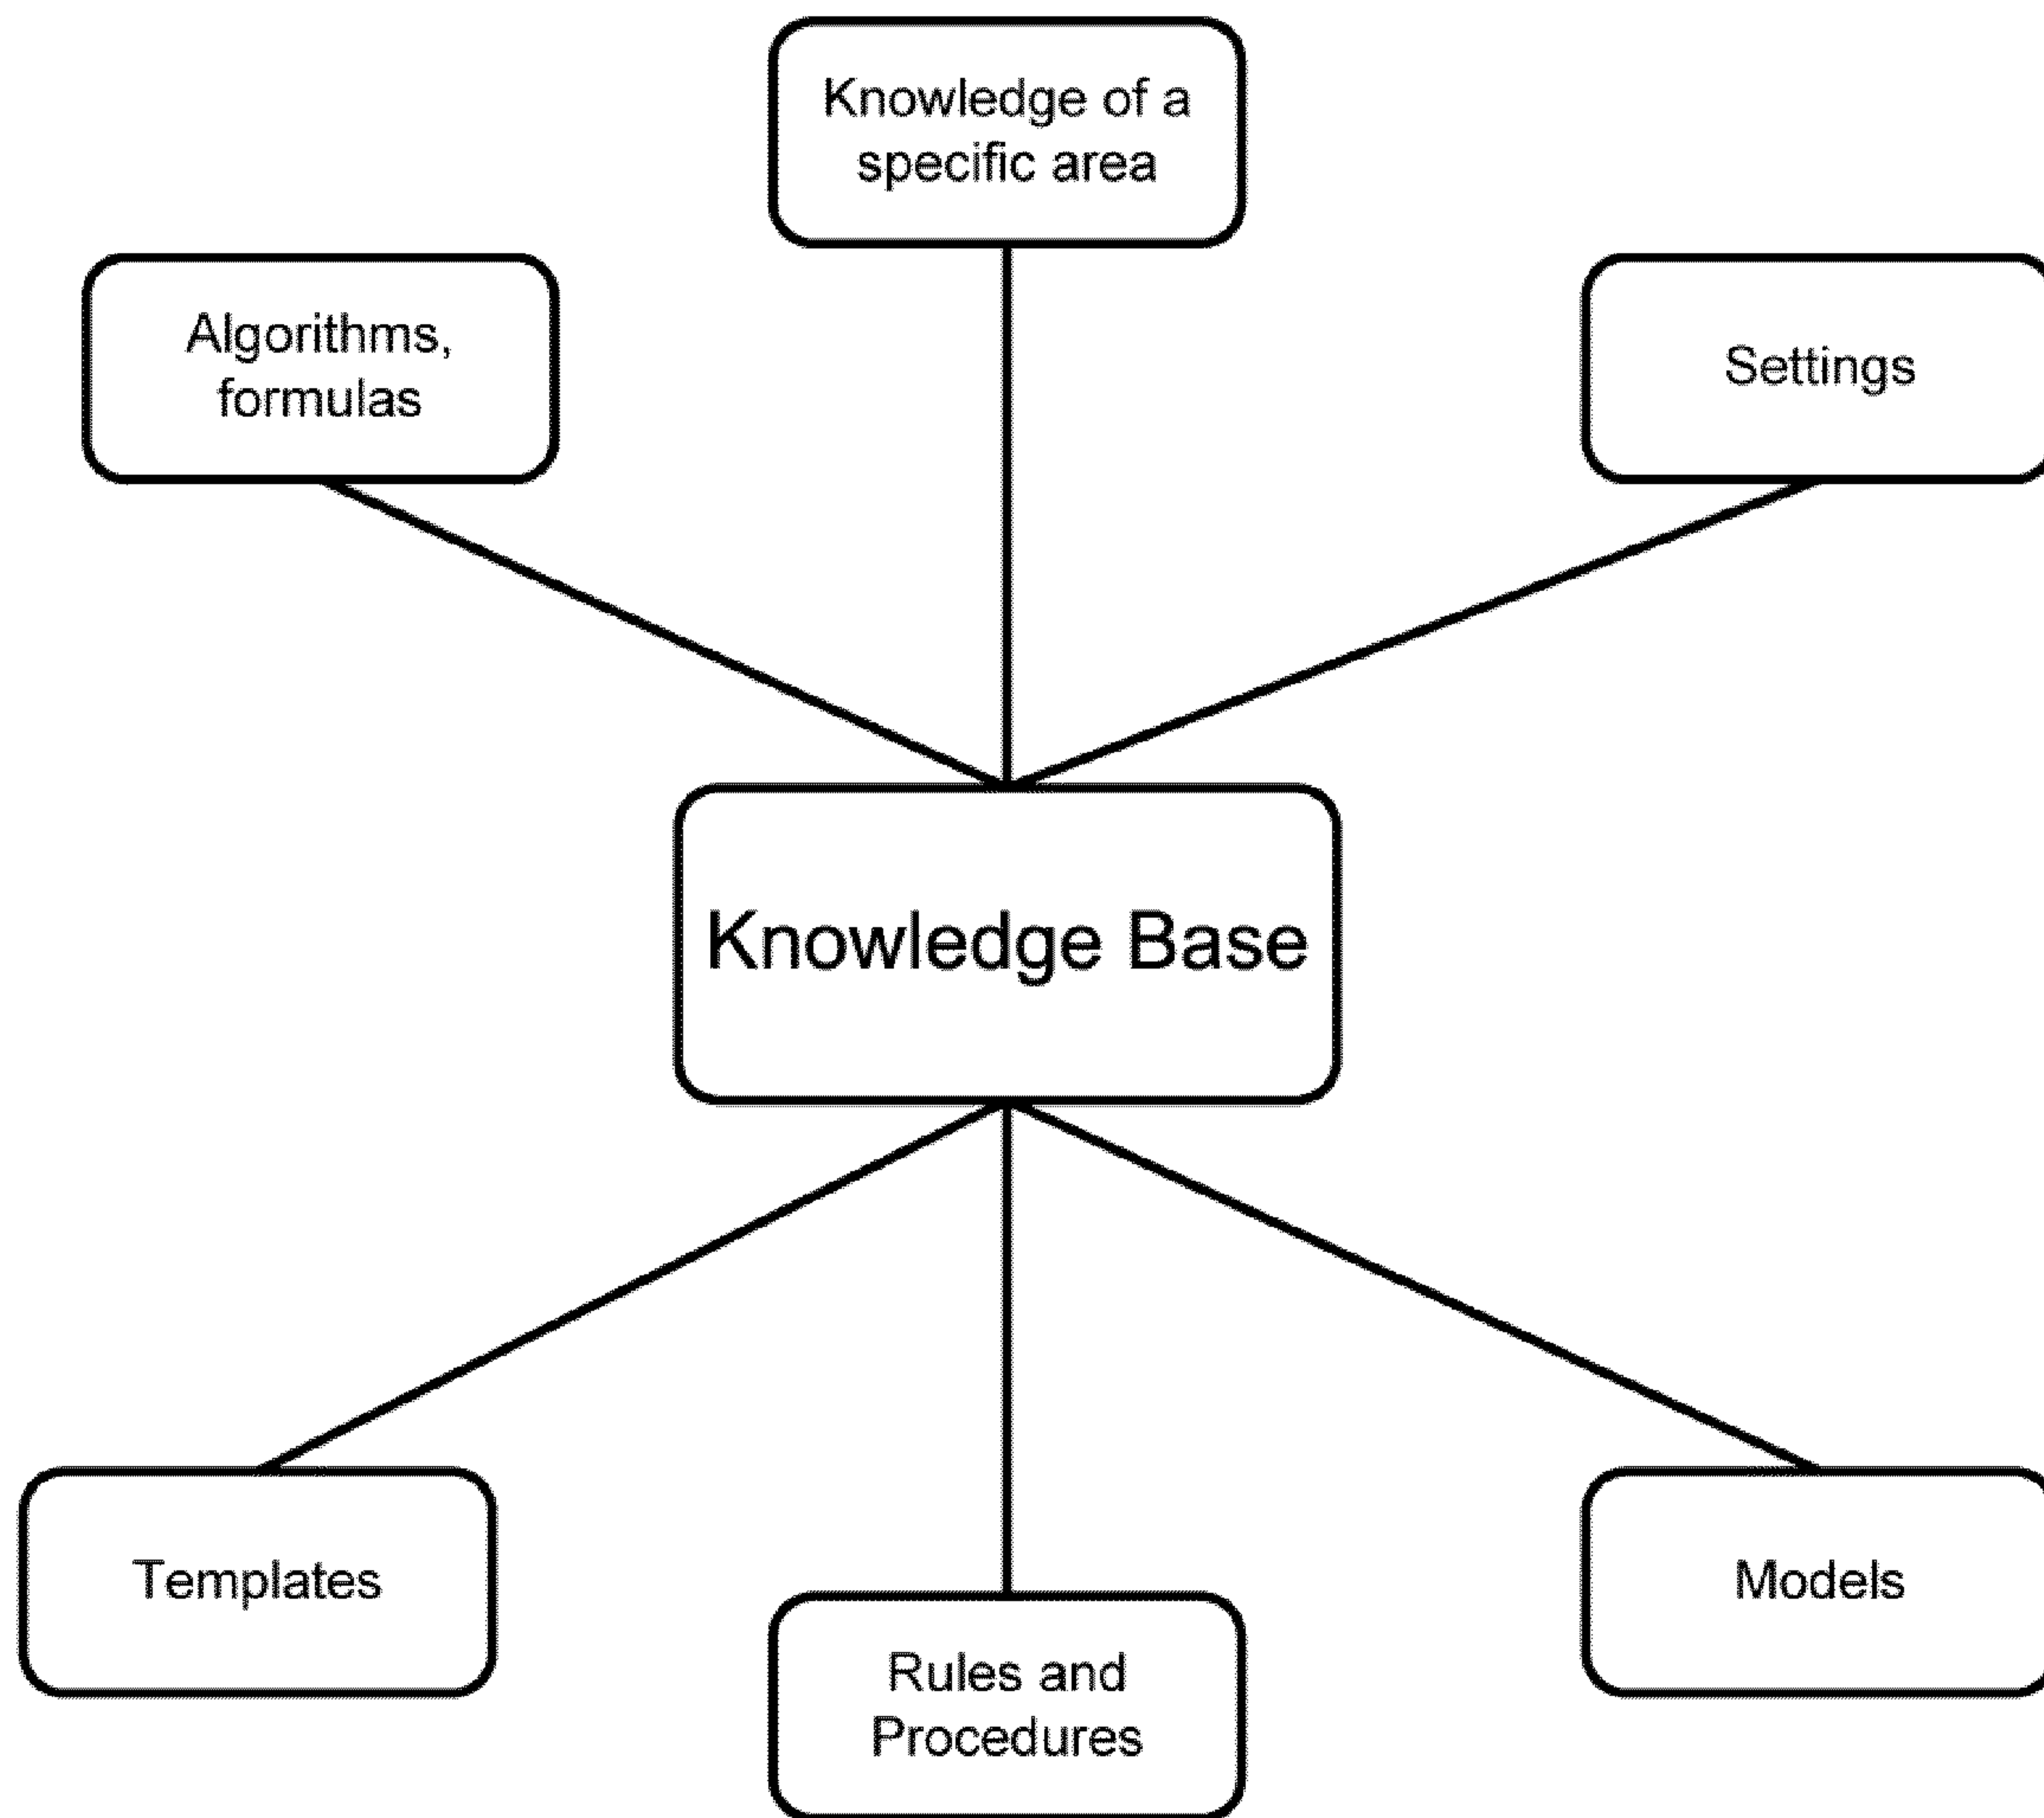 Knowledge of a
specific area
Algorithms,
formulas
Settings
Knowledge Base
Templates
Rules and
Procedures
Models